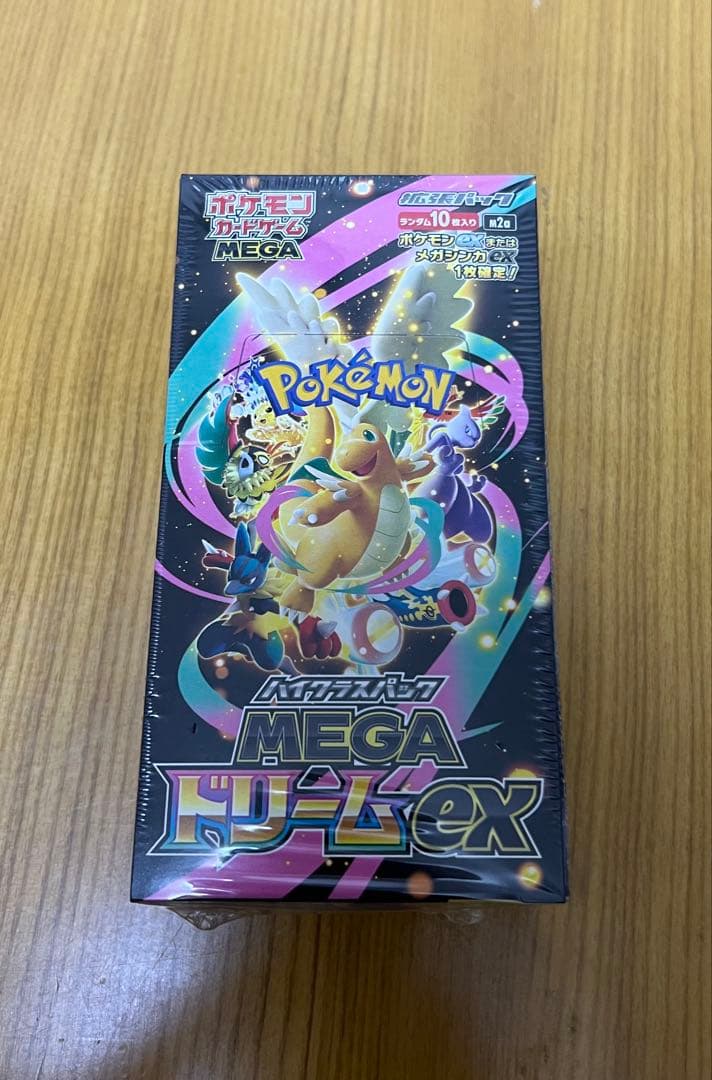 ポケモン
カードゲーム
MEGA
拡張パック
ランダム10枚入り M2a
ポケモンexまたは
メガシンカex
1枚確定!
POKéMON
ハイクラスパック
MEGA
ドリームex